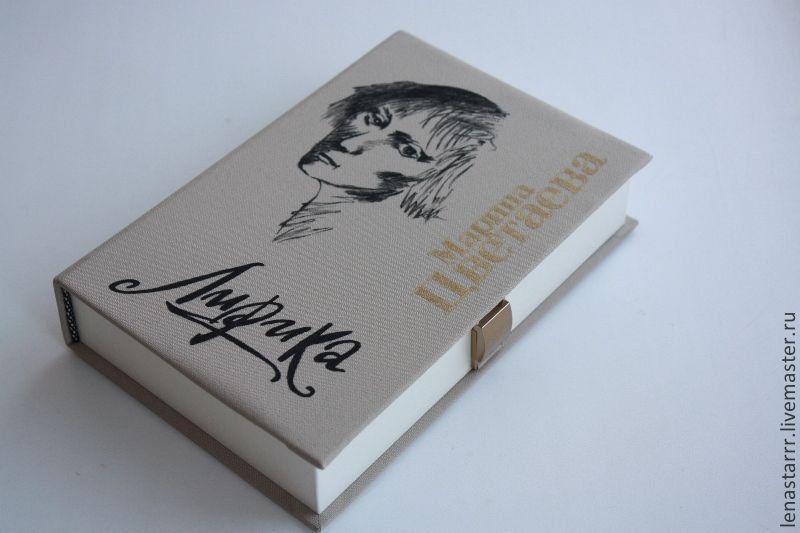 Марина
Цветаева
Лирика
lenastarrr.livemaster.ru